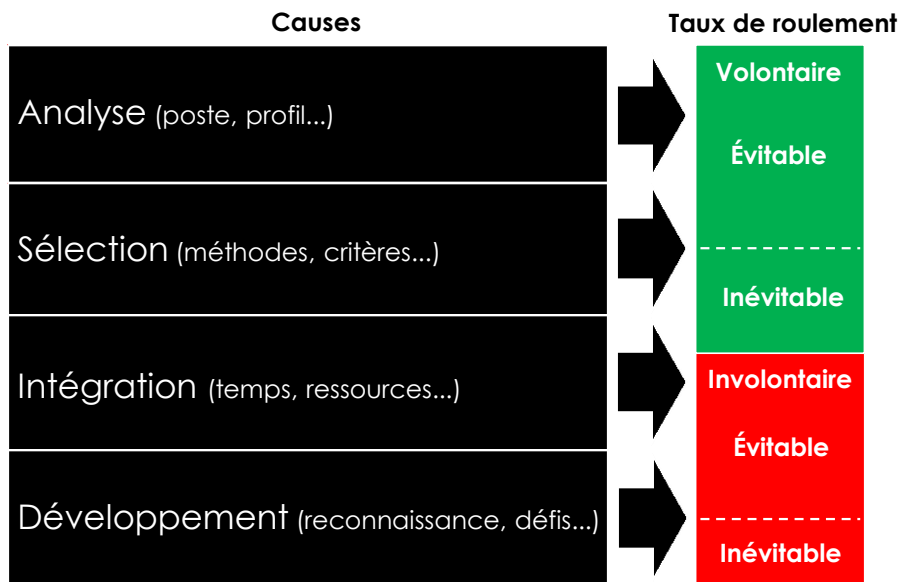 Causes
Taux de roulement
Analyse (poste, profil...)
Sélection (méthodes, critères...)
Intégration (temps, ressources...)
Développement (reconnaissance, défis...)
Volontaire
Évitable
Inévitable
Involontaire
Évitable
Inévitable